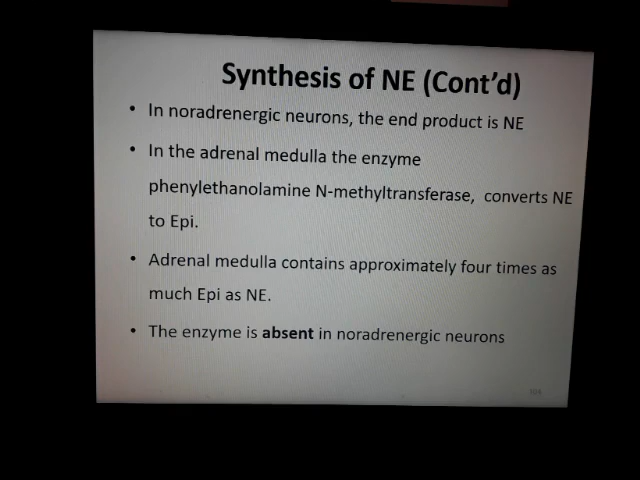 Synthesis of NE (Cont'd)
• In noradrenergic neurons, the end product is NE
• In the adrenal medulla the enzyme
phenylethanolamine N-methyltransferase, converts NE
to Epi.
• Adrenal medulla contains approximately four times as
much Epi as NE.
• The enzyme is absent in noradrenergic neurons